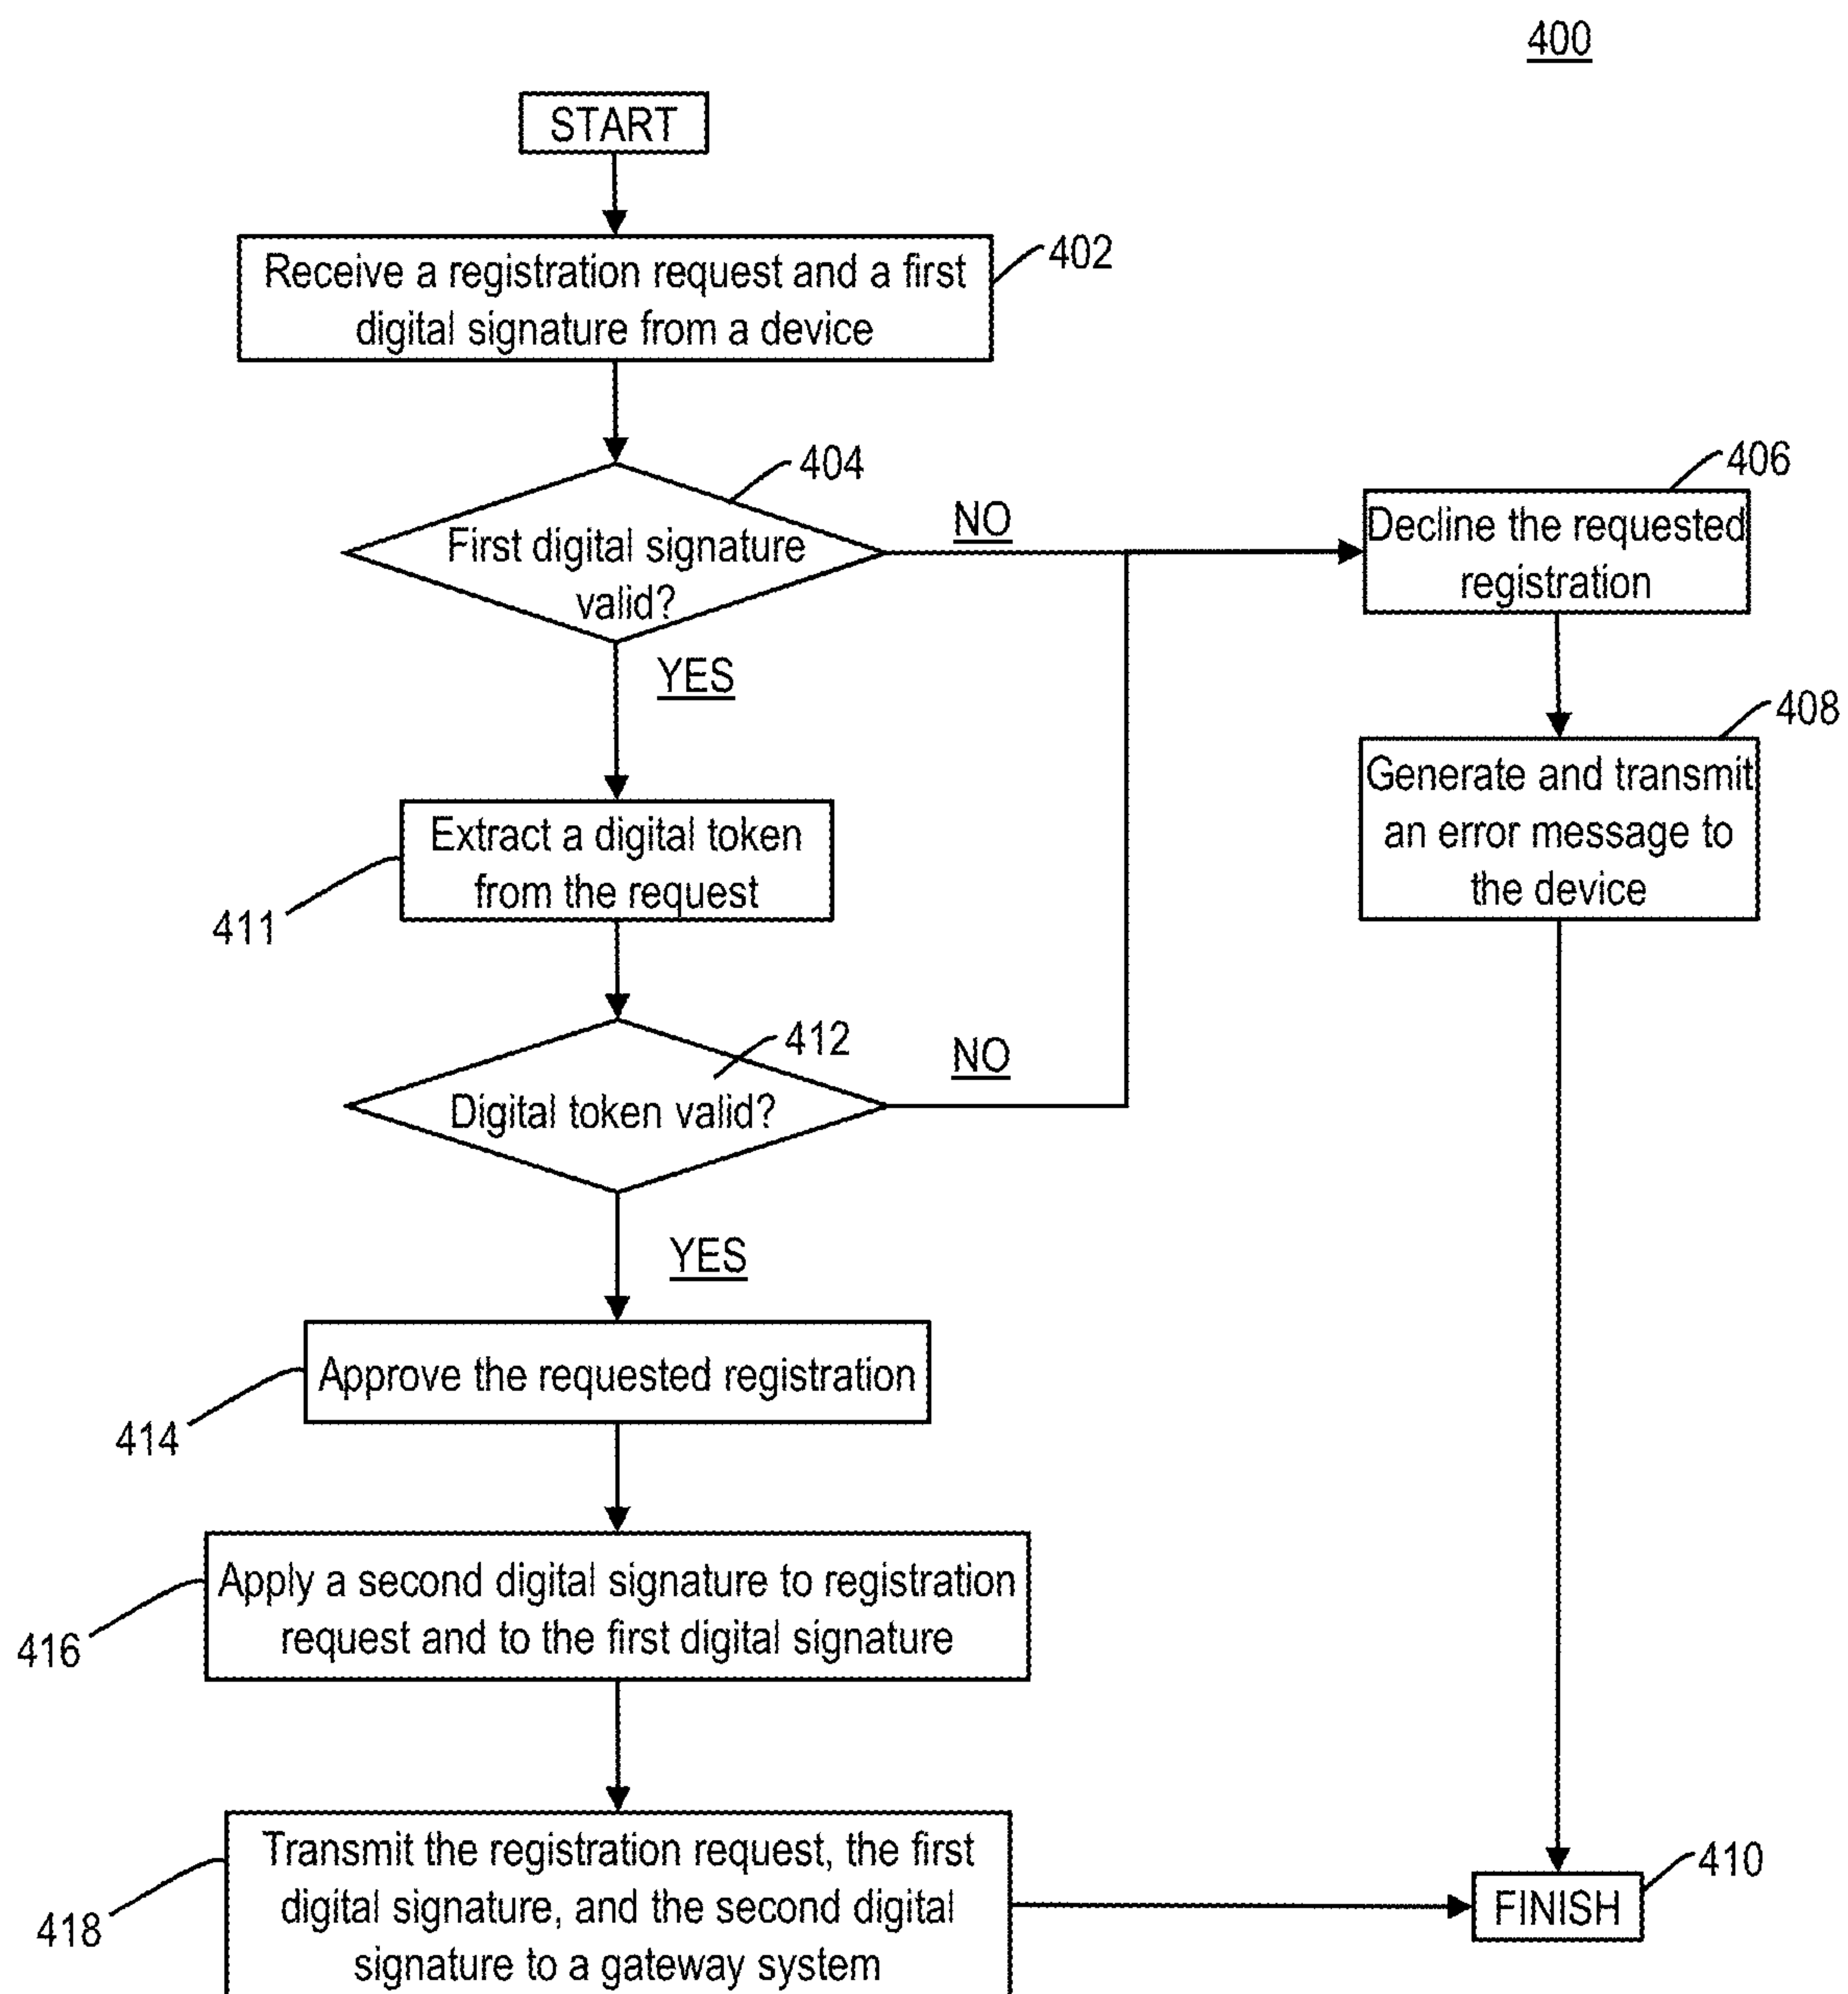 400
START
Receive a registration request and a first
digital signature from a device
402
404
First digital signature
valid?
NO
YES
406
Decline the requested
registration
408
Generate and transmit
an error message to
the device
Extract a digital token
from the request
411
412
Digital token valid?
NO
YES
Approve the requested registration
414
Apply a second digital signature to registration
request and to the first digital signature
416
Transmit the registration request, the first
digital signature, and the second digital
signature to a gateway system
418
410
FINISH